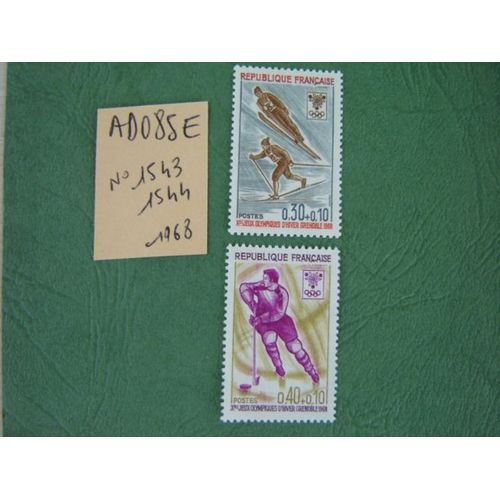 AD085E
N° 1543
1544
1968
REPUBLIQUE FRANÇAISE
POSTES 0.30+0.10
Xes JEUX OLYMPIQUES D'HIVER GRENOBLE 1968
REPUBLIQUE FRANÇAISE
POSTES 0.40+0.10
Xes JEUX OLYMPIQUES D'HIVER GRENOBLE 1968